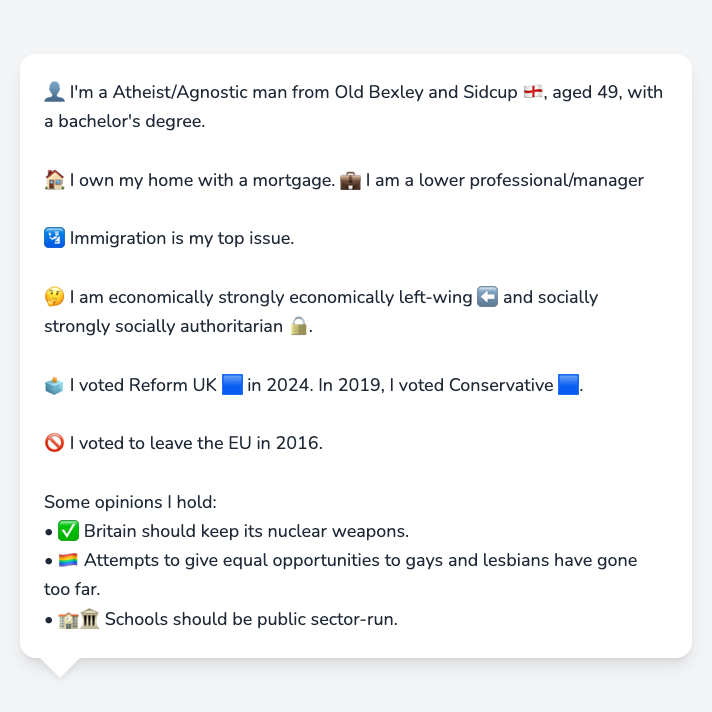 👤 I'm a Atheist/Agnostic man from Old Bexley and Sidcup 🏴󠁧󠁢󠁥󠁮󠁧󠁿, aged 49, with
a bachelor's degree.
🏠 I own my home with a mortgage. 💼 I am a lower professional/manager
🛂 Immigration is my top issue.
🤔 I am economically strongly economically left-wing ⬅️ and socially
strongly socially authoritarian 🔒.
🗳️ I voted Reform UK 🟦 in 2024. In 2019, I voted Conservative 🟦.
🚫 I voted to leave the EU in 2016.
Some opinions I hold:
• ✅ Britain should keep its nuclear weapons.
• 🏳️‍🌈 Attempts to give equal opportunities to gays and lesbians have gone
too far.
• 🏫🏛️ Schools should be public sector-run.